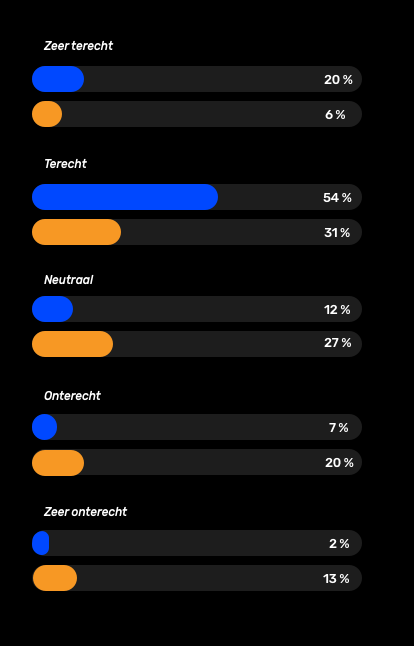 Zeer terecht
20 %
6 %
Terecht
54 %
31 %
Neutraal
12 %
27 %
Onterecht
7 %
20 %
Zeer onterecht
2 %
13 %